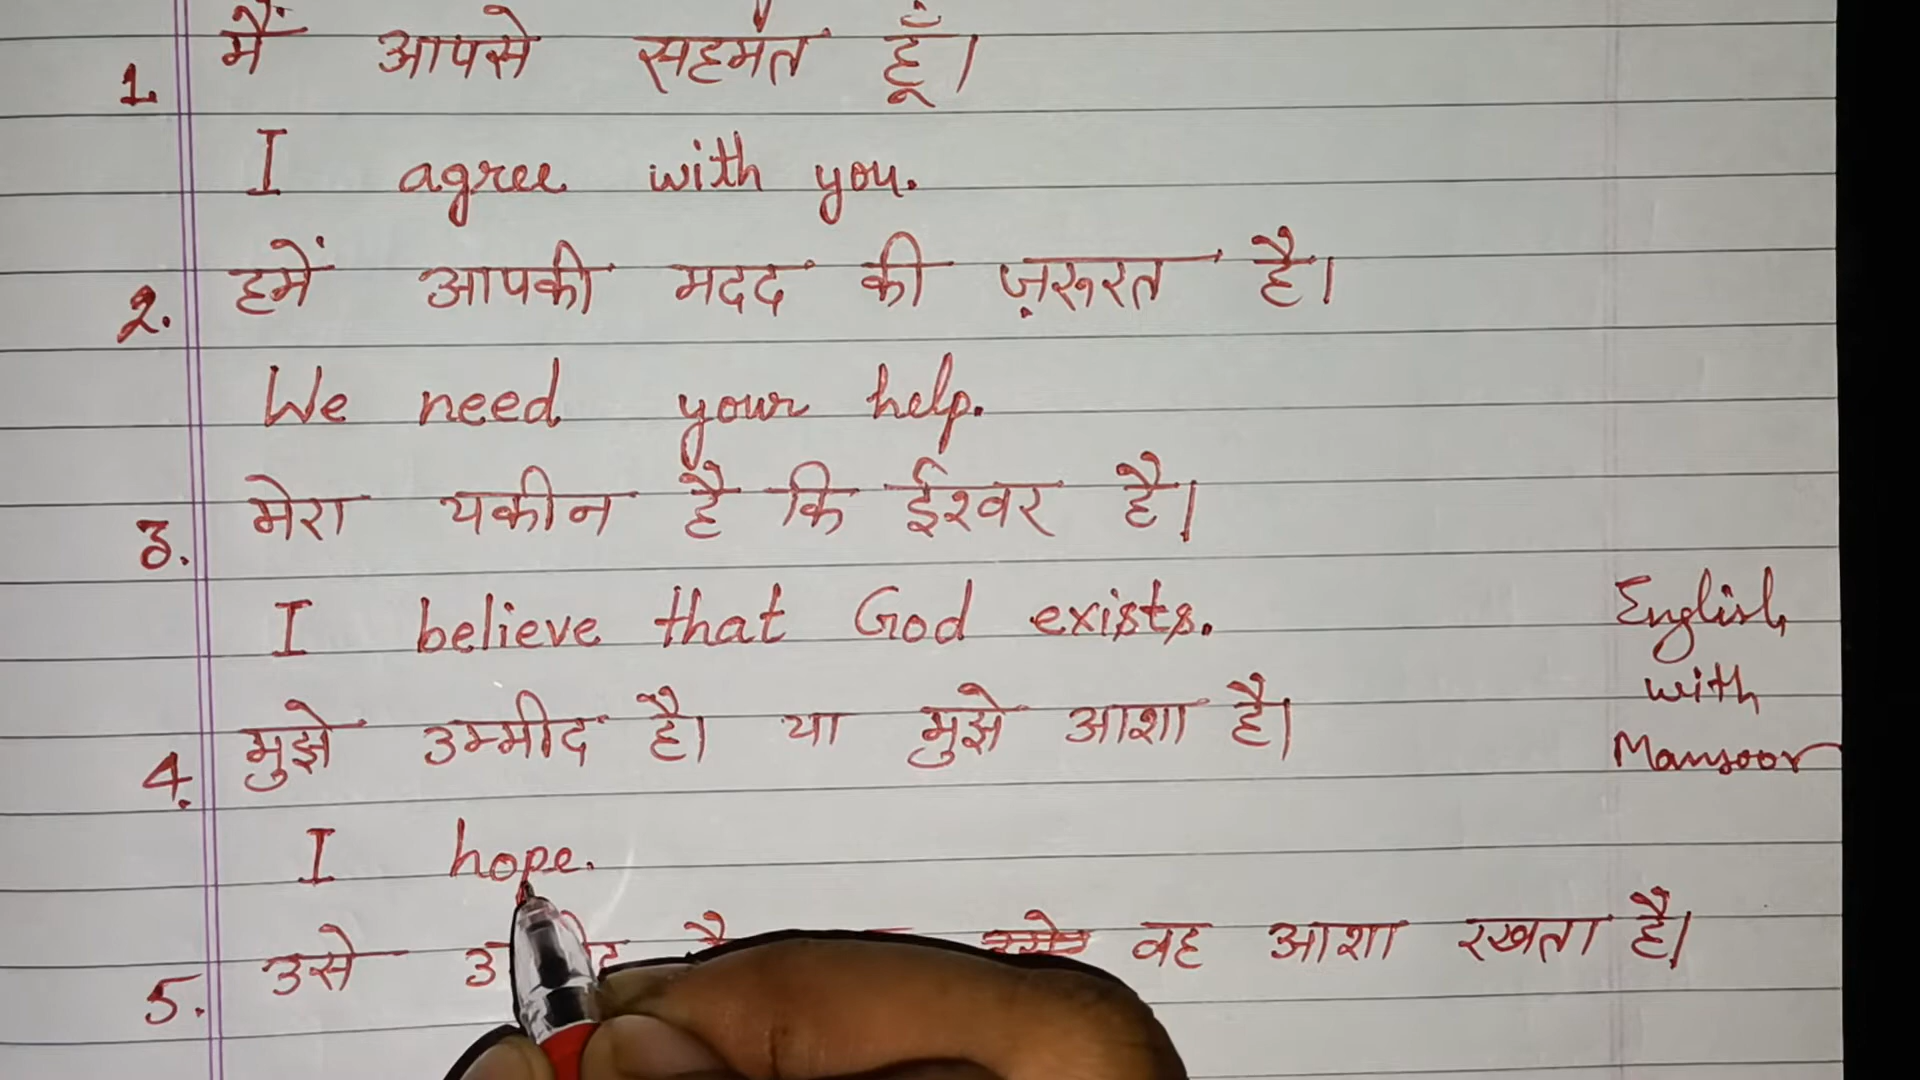 1. मैं आपसे सहमत हूँ।
I agree with you.
2. हमें आपकी मदद की ज़रूरत है।
We need your help.
3. मेरा यकीन है कि ईश्वर है।
I believe that God exists.
4. मुझे उम्मीद है। या मुझे आशा है।
I hope.
5. उसे वह आशा रखता है।
English
with
Mansoor